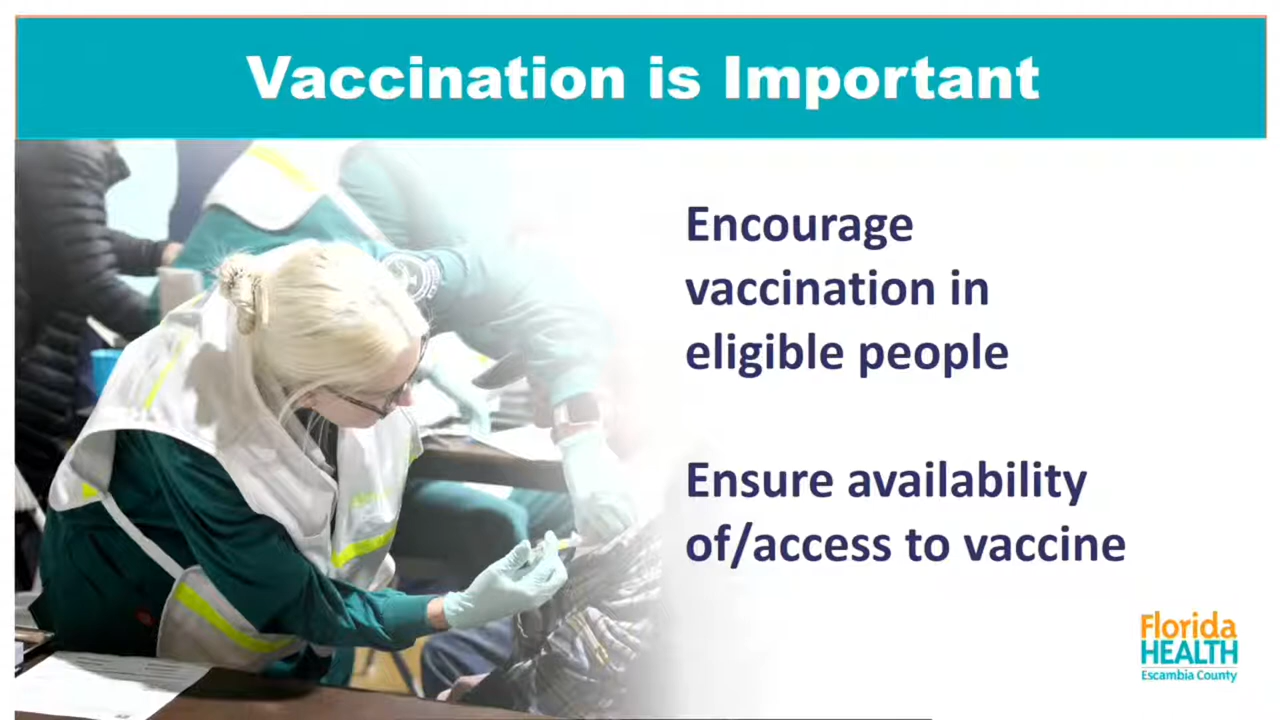 Vaccination is Important
Encourage
vaccination in
eligible people
Ensure availability
of/access to vaccine
Florida
HEALTH
Escambia County